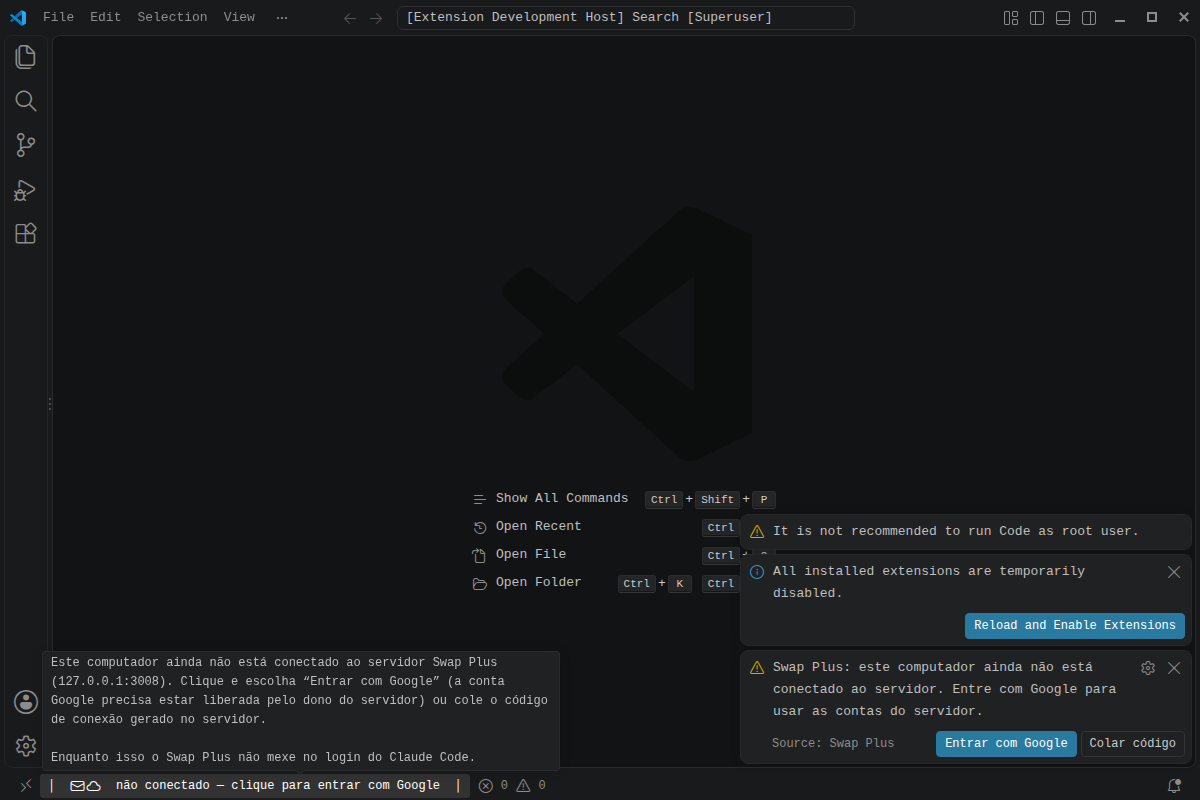 File Edit Selection View ···
[Extension Development Host] Search [Superuser]
Show All Commands Ctrl + Shift + P
Open Recent Ctrl
Open File Ctrl
Open Folder Ctrl + K Ctrl
It is not recommended to run Code as root user.
All installed extensions are temporarily
disabled.
Reload and Enable Extensions
Swap Plus: este computador ainda não está
conectado ao servidor. Entre com Google para
usar as contas do servidor.
Source: Swap Plus Entrar com Google Colar código
Este computador ainda não está conectado ao servidor Swap Plus
(127.0.0.1:3008). Clique e escolha “Entrar com Google” (a conta
Google precisa estar liberada pelo dono do servidor) ou cole o código
de conexão gerado no servidor.
Enquanto isso o Swap Plus não mexe no login do Claude Code.
| não conectado — clique para entrar com Google | 0 0